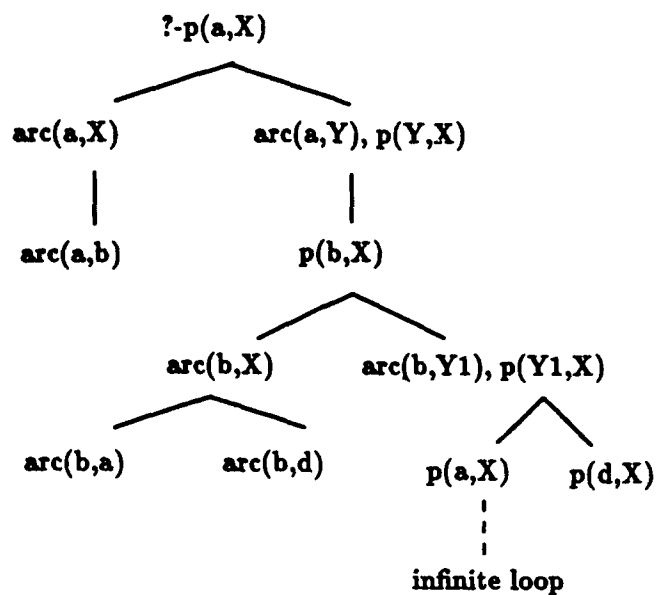 ?-p(a,X)
arc(a,X) arc(a,Y), p(Y,X)
arc(a,b) p(b,X)
arc(b,X) arc(b,Y1), p(Y1,X)
arc(b,a) arc(b,d) p(a,X) p(d,X)
infinite loop